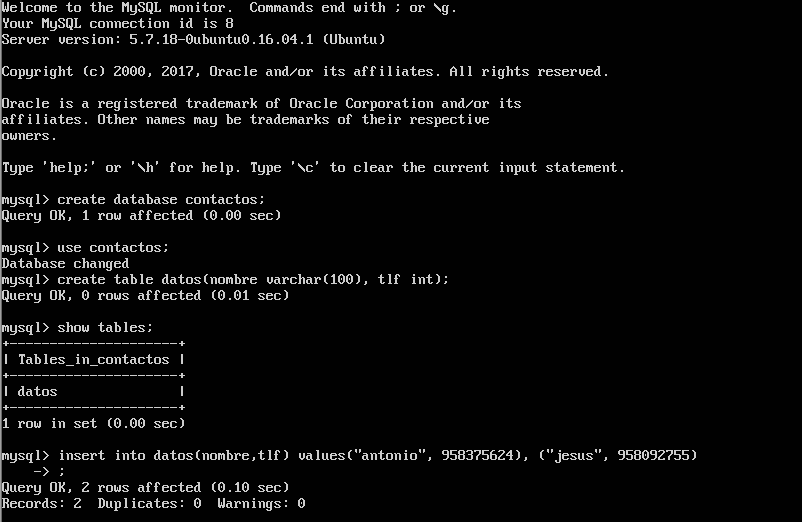 Welcome to the MySQL monitor.  Commands end with ; or \g.
Your MySQL connection id is 8
Server version: 5.7.18-0ubuntu0.16.04.1 (Ubuntu)
Copyright (c) 2000, 2017, Oracle and/or its affiliates. All rights reserved.
Oracle is a registered trademark of Oracle Corporation and/or its
affiliates. Other names may be trademarks of their respective
owners.
Type 'help;' or '\h' for help. Type '\c' to clear the current input statement.
mysql> create database contactos;
Query OK, 1 row affected (0.00 sec)
mysql> use contactos;
Database changed
mysql> create table datos(nombre varchar(100), tlf int);
Query OK, 0 rows affected (0.01 sec)
mysql> show tables;
+---------------------+
| Tables_in_contactos |
+---------------------+
| datos               |
+---------------------+
1 row in set (0.00 sec)
mysql> insert into datos(nombre,tlf) values("antonio", 958375624), ("jesus", 958092755)
    -> ;
Query OK, 2 rows affected (0.10 sec)
Records: 2  Duplicates: 0  Warnings: 0